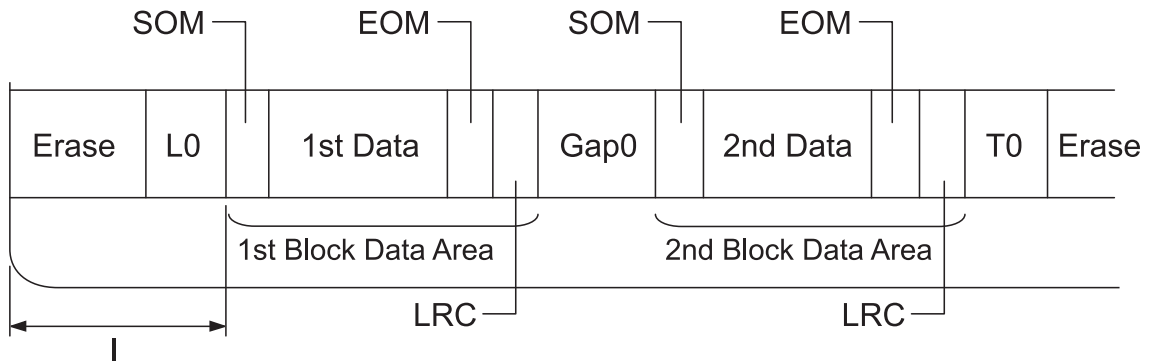 SOM EOM SOM EOM
Erase L0 1st Data Gap0 2nd Data T0 Erase
1st Block Data Area 2nd Block Data Area
LRC LRC
I